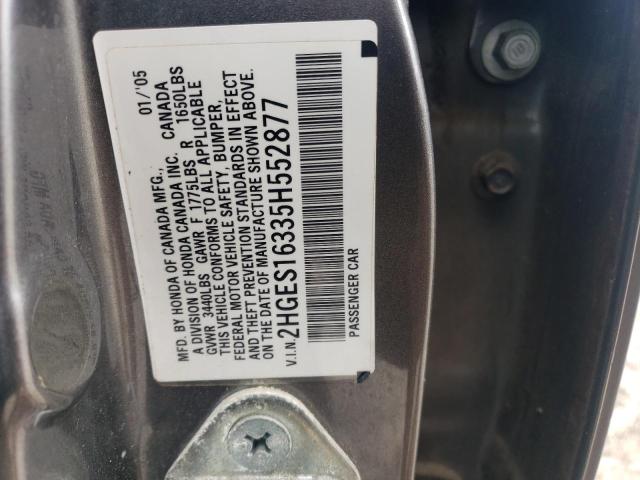 MFD. BY HONDA OF CANADA MFG., 01/'05
A DIVISION OF HONDA CANADA INC. CANADA
GVWR 3440LBS GAWR F 1775LBS R 1650LBS
THIS VEHICLE CONFORMS TO ALL APPLICABLE
FEDERAL MOTOR VEHICLE SAFETY, BUMPER,
AND THEFT PREVENTION STANDARDS IN EFFECT
ON THE DATE OF MANUFACTURE SHOWN ABOVE.
V.I.N. 2HGES16335H552877
PASSENGER CAR